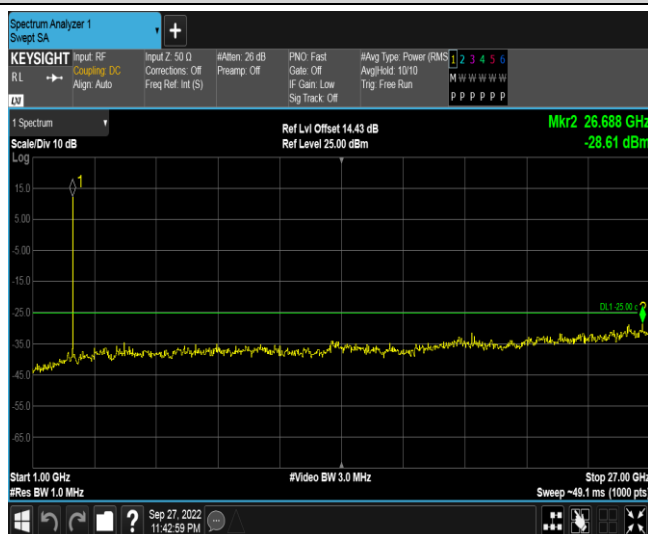 Spectrum Analyzer 1
Swept SA
+
KEYSIGHT
RL
LXI
Input: RF
Coupling: DC
Align: Auto
Input Z: 50 Ω
Corrections: Off
Freq Ref: Int (S)
#Atten: 26 dB
Preamp: Off
PNO: Fast
Gate: Off
IF Gain: Low
Sig Track: Off
#Avg Type: Power (RMS
Avg|Hold: 10/10
Trig: Free Run
1 2 3 4 5 6
M W W W W W
P P P P P P
1 Spectrum
Scale/Div 10 dB
Log
Ref Lvl Offset 14.43 dB
Ref Level 25.00 dBm
Mkr2 26.688 GHz
-28.61 dBm
1
15.0
5.00
-5.00
-15.0
-25.0
-35.0
-45.0
-55.0
-65.0
DL1 -25.00
2
Start 1.00 GHz
#Res BW 1.0 MHz
#Video BW 3.0 MHz
Stop 27.00 GHz
Sweep ~49.1 ms (1000 pts)
?
Sep 27, 2022
11:42:59 PM